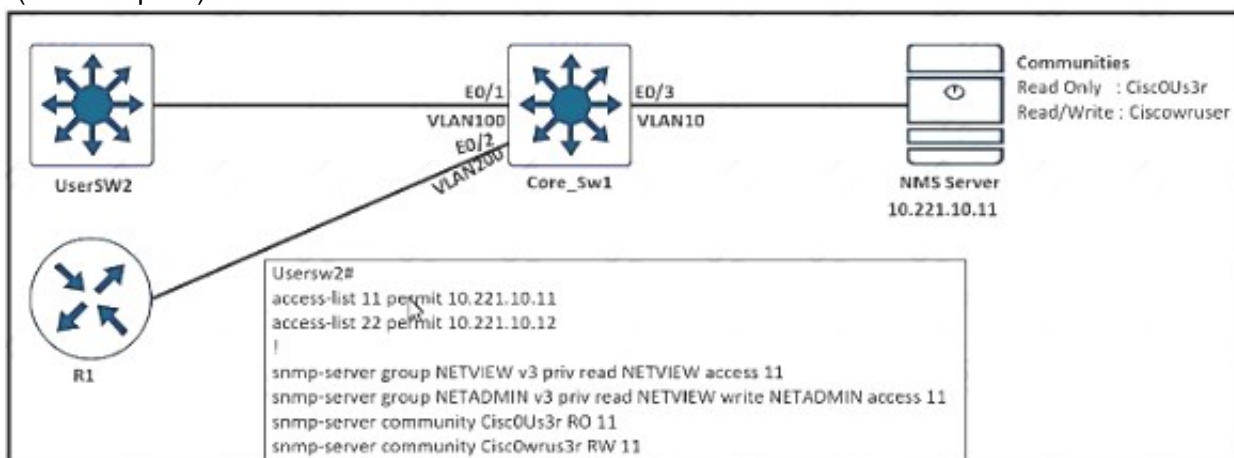 E0/1
E0/3
Communities
Read Only : Cisc0Us3r
Read/Write : Ciscowruser
VLAN100
VLAN10
E0/2
VLAN200
UserSW2
Core_Sw1
NMS Server
10.221.10.11
R1
Usersw2#
access-list 11 permit 10.221.10.11
access-list 22 permit 10.221.10.12
!
snmp-server group NETVIEW v3 priv read NETVIEW access 11
snmp-server group NETADMIN v3 priv read NETVIEW write NETADMIN access 11
snmp-server community Cisc0Us3r RO 11
snmp-server community Cisc0wrus3r RW 11